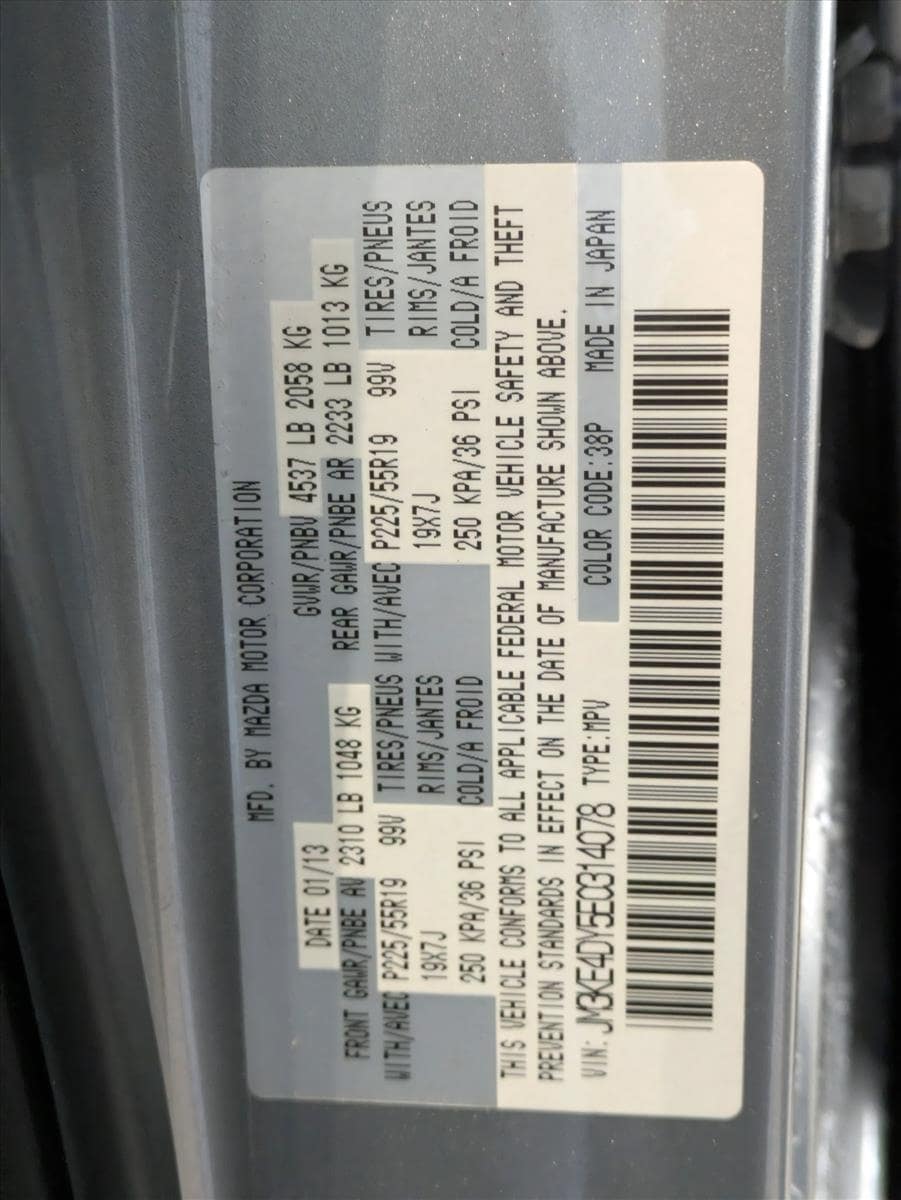 MFD. BY MAZDA MOTOR CORPORATION
DATE 01/13 GVWR/PNBV 4537 LB 2058 KG
FRONT GAWR/PNBE AV 2310 LB 1048 KG REAR GAWR/PNBE AR 2233 LB 1013 KG
WITH/AVEC P225/55R19 99V TIRES/PNEUS WITH/AVEC P225/55R19 99V TIRES/PNEUS
19X7J RIMS/JANTES 19X7J RIMS/JANTES
250 KPA/36 PSI COLD/A FROID 250 KPA/36 PSI COLD/A FROID
THIS VEHICLE CONFORMS TO ALL APPLICABLE FEDERAL MOTOR VEHICLE SAFETY AND THEFT
PREVENTION STANDARDS IN EFFECT ON THE DATE OF MANUFACTURE SHOWN ABOVE.
VIN: JM3KE4DY5E0314078 TYPE:MPV COLOR CODE:38P MADE IN JAPAN